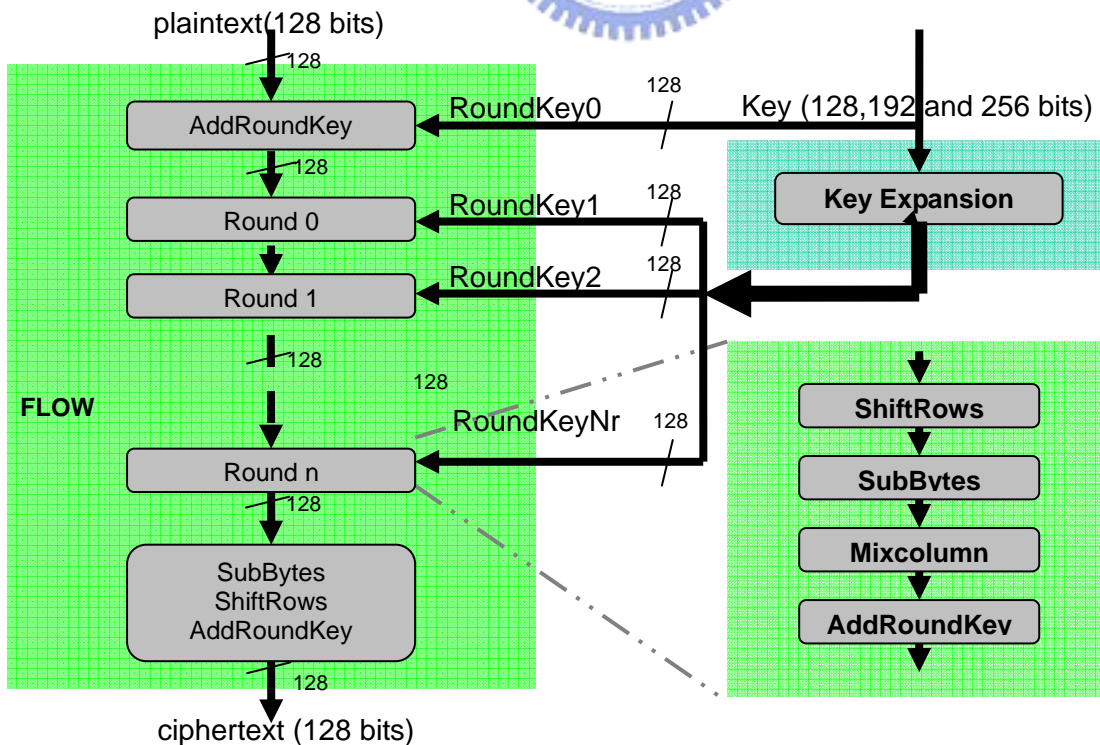 plaintext(128 bits)
128
AddRoundKey
RoundKey0
128
Key (128,192 and 256 bits)
128
Key Expansion
Round 0
RoundKey1
128
Round 1
RoundKey2
128
128
128
FLOW
RoundKeyNr
128
Round n
128
ShiftRows
SubBytes
Mixcolumn
AddRoundKey
SubBytes
ShiftRows
AddRoundKey
128
ciphertext (128 bits)